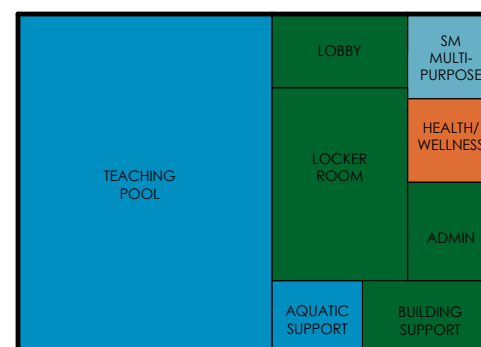 LOBBY
SM
MULTI-
PURPOSE
HEALTH/
WELLNESS
LOCKER
ROOM
TEACHING
POOL
ADMIN
AQUATIC
SUPPORT
BUILDING
SUPPORT